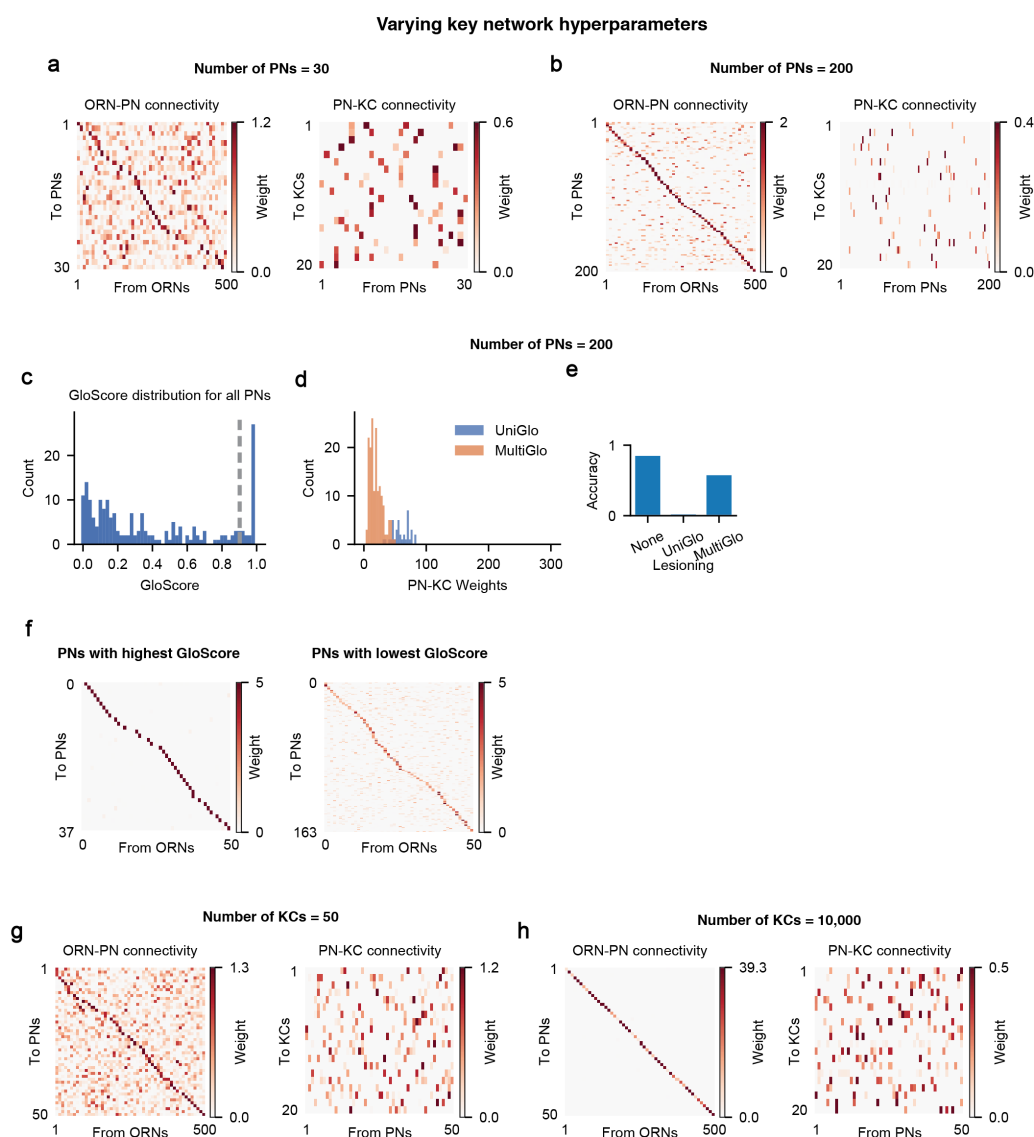 Varying key network hyperparameters
a
Number of PNs = 30
ORN-PN connectivity
1
30
To PNs
1
From ORNs
500
1.2
0.0
Weight
PN-KC connectivity
1
20
To KCs
1
From PNs
30
0.6
0.0
Weight
b
Number of PNs = 200
ORN-PN connectivity
1
200
To PNs
1
From ORNs
500
2
0
Weight
PN-KC connectivity
1
20
To KCs
1
From PNs
200
0.4
0.0
Weight
Number of PNs = 200
c
GloScore distribution for all PNs
Count
20
10
0
0.0 0.2 0.4 0.6 0.8 1.0
GloScore
d
Count
20
10
0
UniGlo
MultiGlo
0 100 200 300
PN-KC Weights
e
Accuracy
1
0
None UniGlo MultiGlo
Lesioning
f
PNs with highest GloScore
0
37
To PNs
0
From ORNs
50
5
0
Weight
PNs with lowest GloScore
0
163
To PNs
0
From ORNs
50
5
0
Weight
g
Number of KCs = 50
ORN-PN connectivity
1
50
To PNs
1
From ORNs
500
1.3
0.0
Weight
PN-KC connectivity
1
20
To KCs
1
From PNs
50
1.2
0.0
Weight
h
Number of KCs = 10,000
ORN-PN connectivity
1
50
To PNs
1
From ORNs
500
39.3
0.0
Weight
PN-KC connectivity
1
20
To KCs
1
From PNs
50
0.5
0.0
Weight